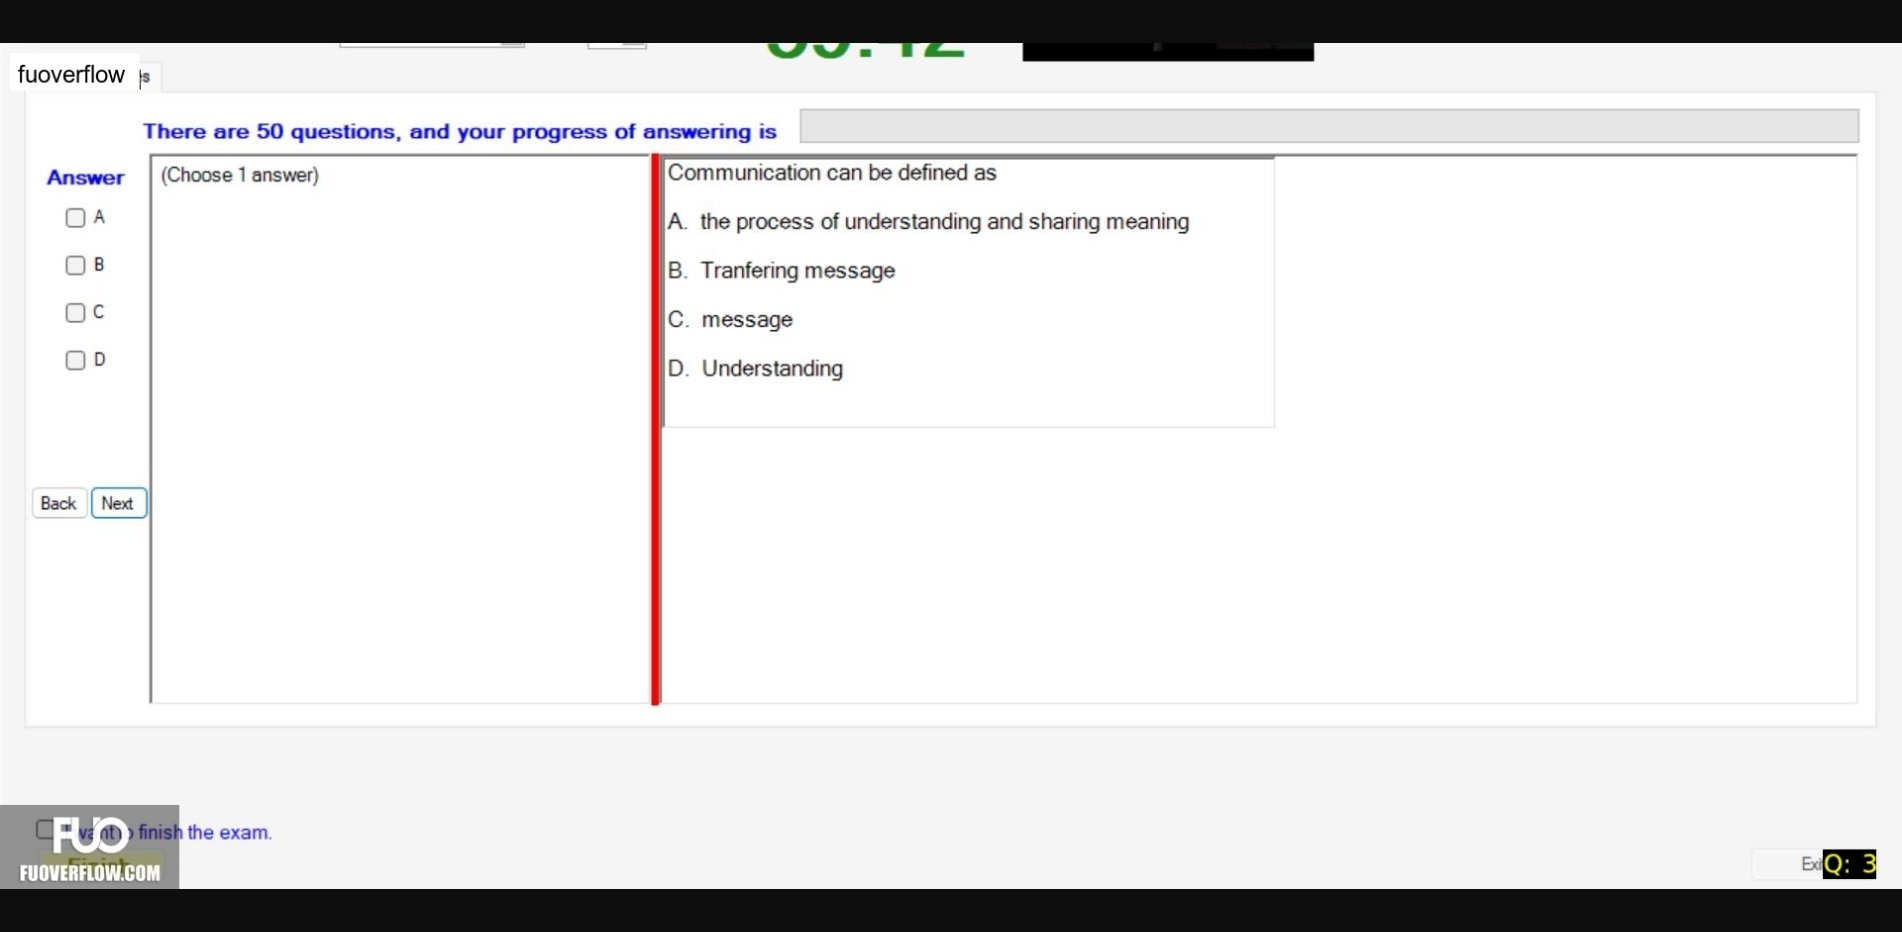 fuoverflow
There are 50 questions, and your progress of answering is
Answer
A
B
C
D
Back
Next
(Choose 1 answer)
Communication can be defined as
A. the process of understanding and sharing meaning
B. Tranfering message
C. message
D. Understanding
want to finish the exam.
FUO
FUOVERFLOW.COM
Q: 3